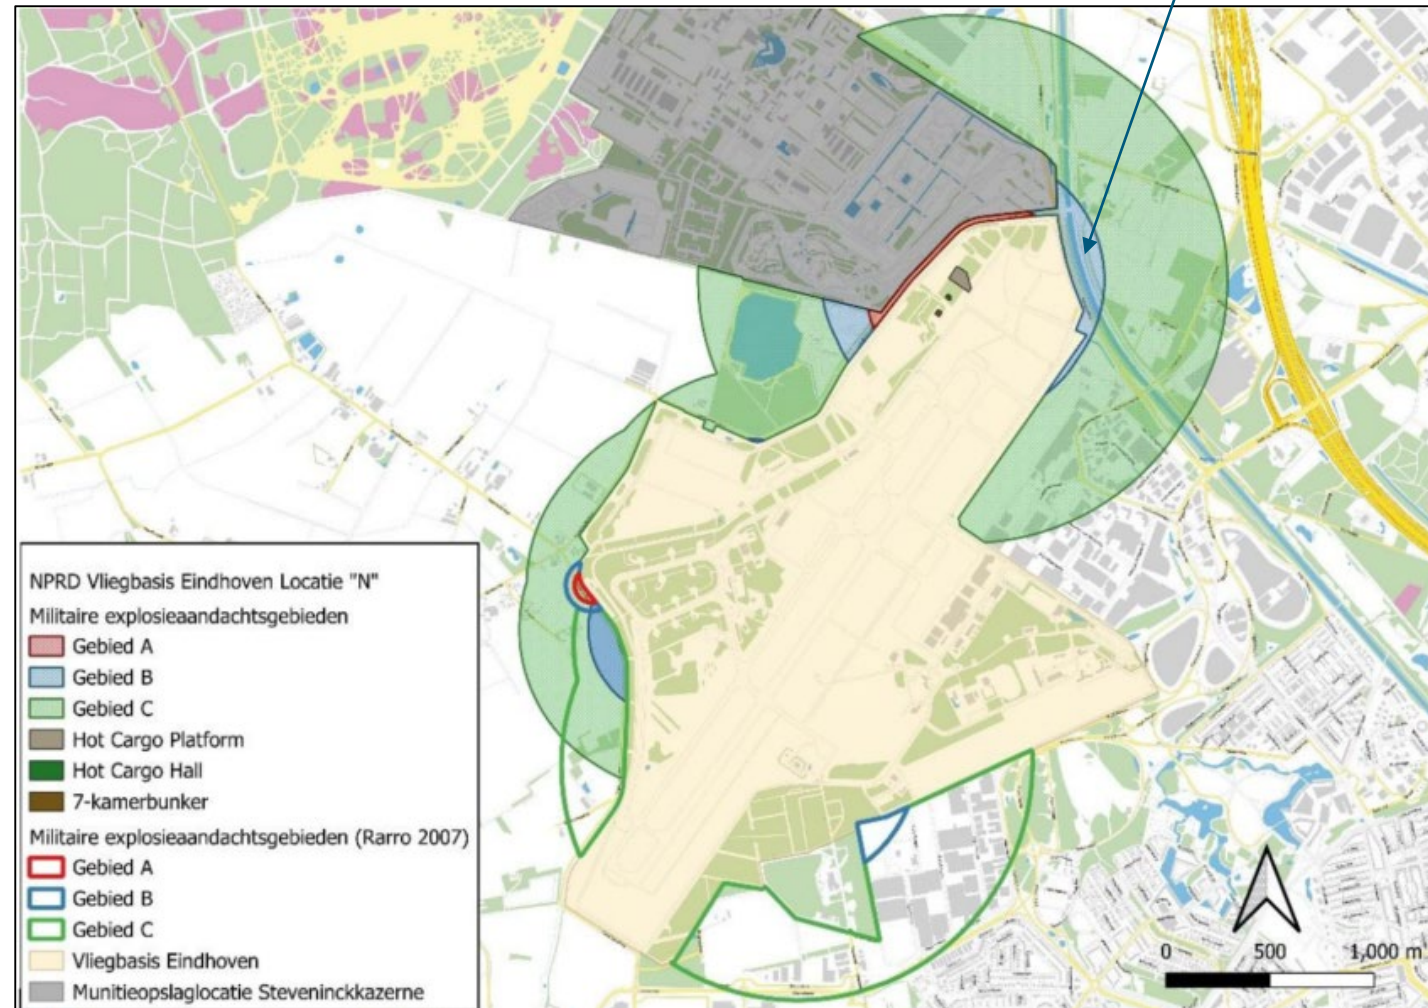 NPRD Vliegbasis Eindhoven Locatie "N"
Militaire explosieaandachtsgebieden
Gebied A
Gebied B
Gebied C
Hot Cargo Platform
Hot Cargo Hall
7-kamerbunker
Militaire explosieaandachtsgebieden (Rarro 2007)
Gebied A
Gebied B
Gebied C
Vliegbasis Eindhoven
Munitieopslaglocatie Steveninckkazerne
0 500 1,000 m